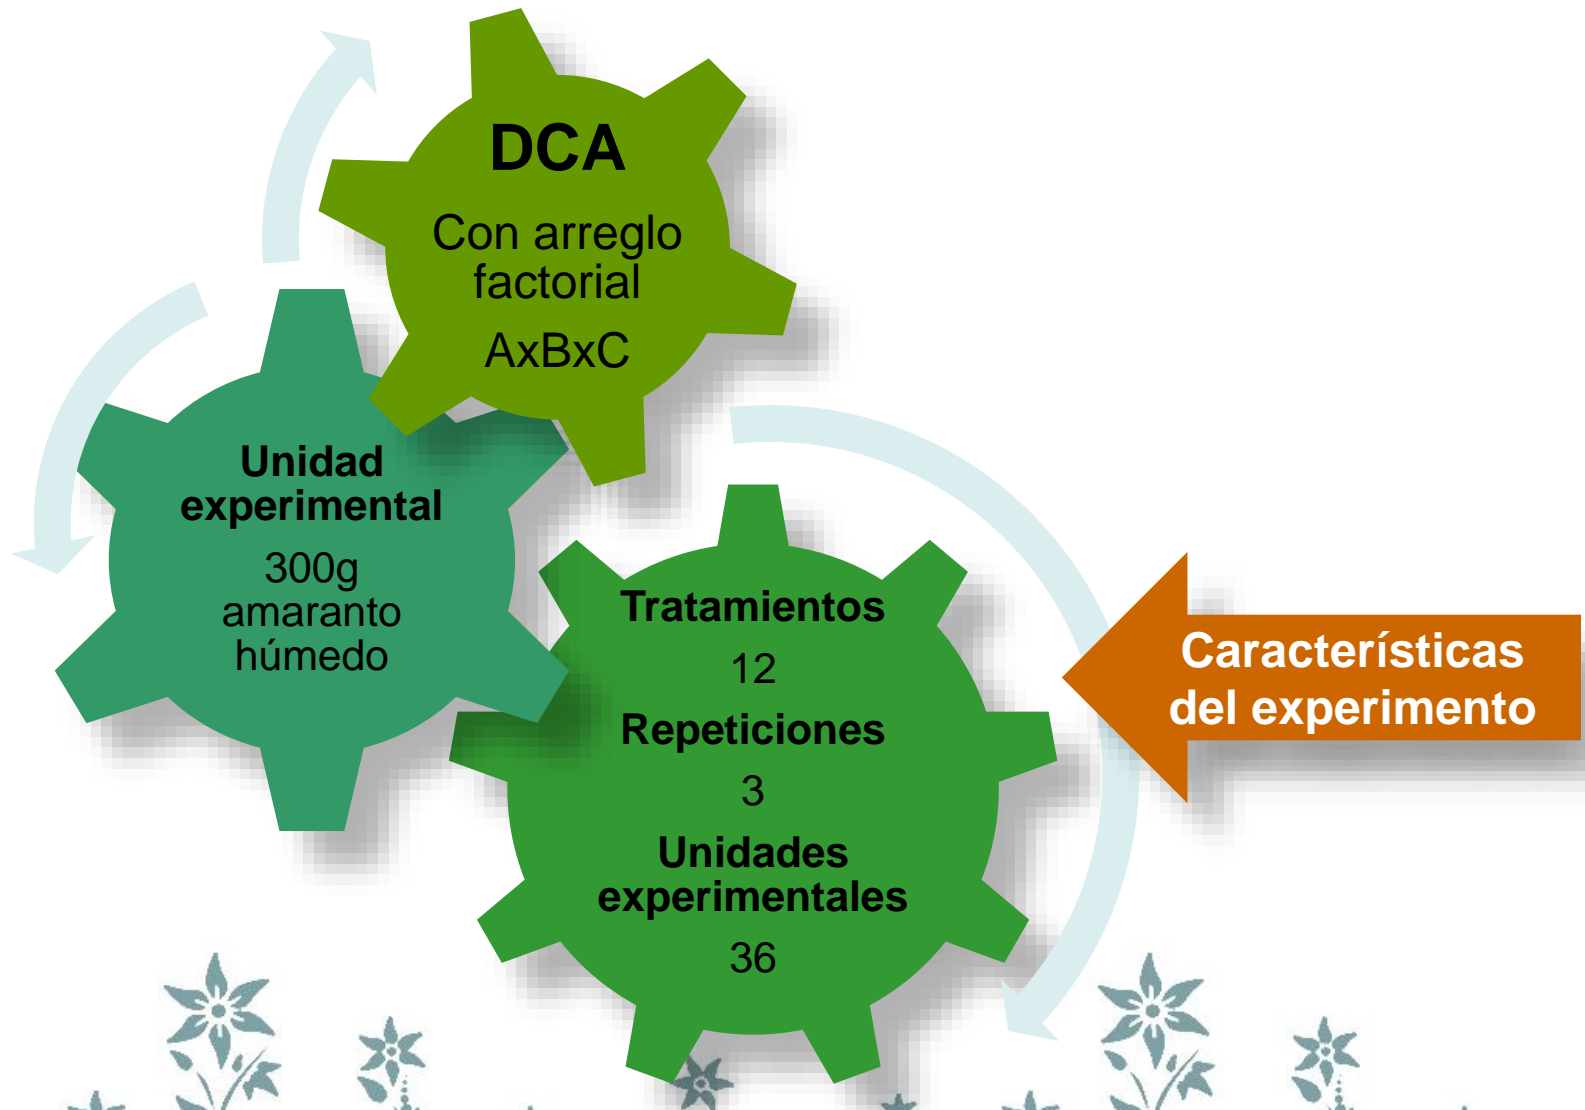 DCA
Con arreglo
factorial
AxBxC
Unidad
experimental
300g
amaranto
húmedo
Tratamientos
12
Repeticiones
3
Unidades
experimentales
36
Características
del experimento